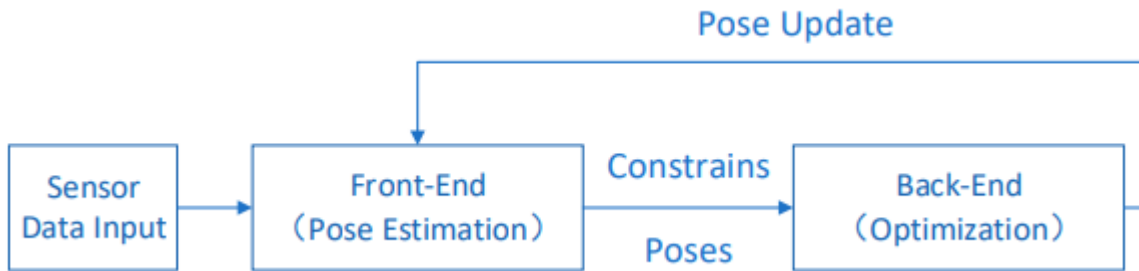 Pose Update
Sensor
Data Input
Front-End
（Pose Estimation）
Constrains
Poses
Back-End
（Optimization）